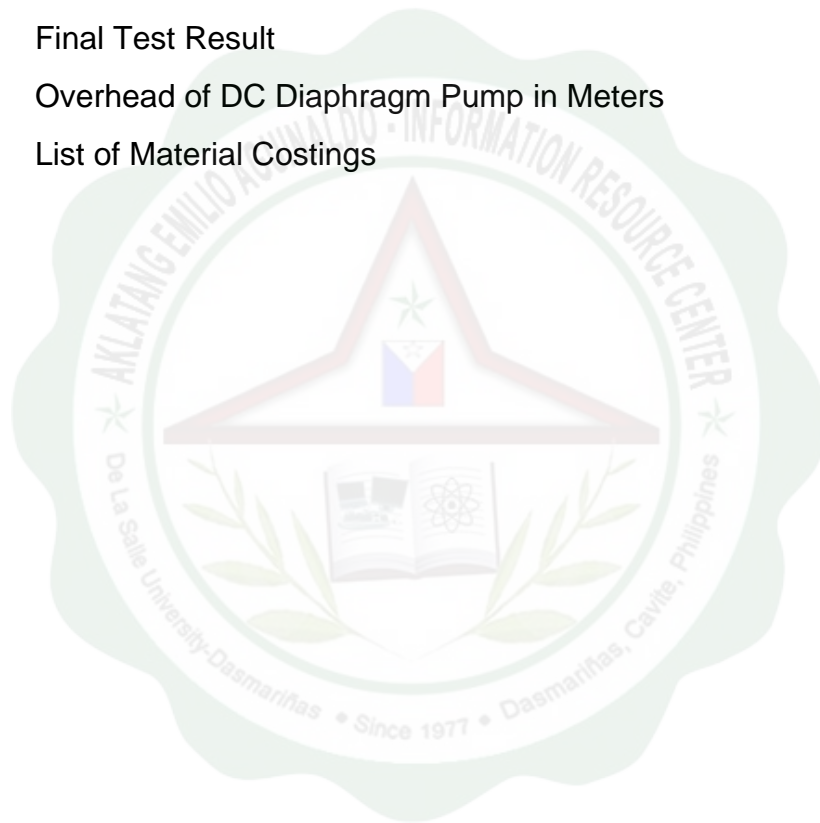 Final Test Result
Overhead of DC Diaphragm Pump in Meters
List of Material Costings
AKLATANG EMILIO AGUINALDO - INFORMATION RESOURCE CENTER
De La Salle University-Dasmariñas • Since 1977 • Dasmariñas, Cavite, Philippines